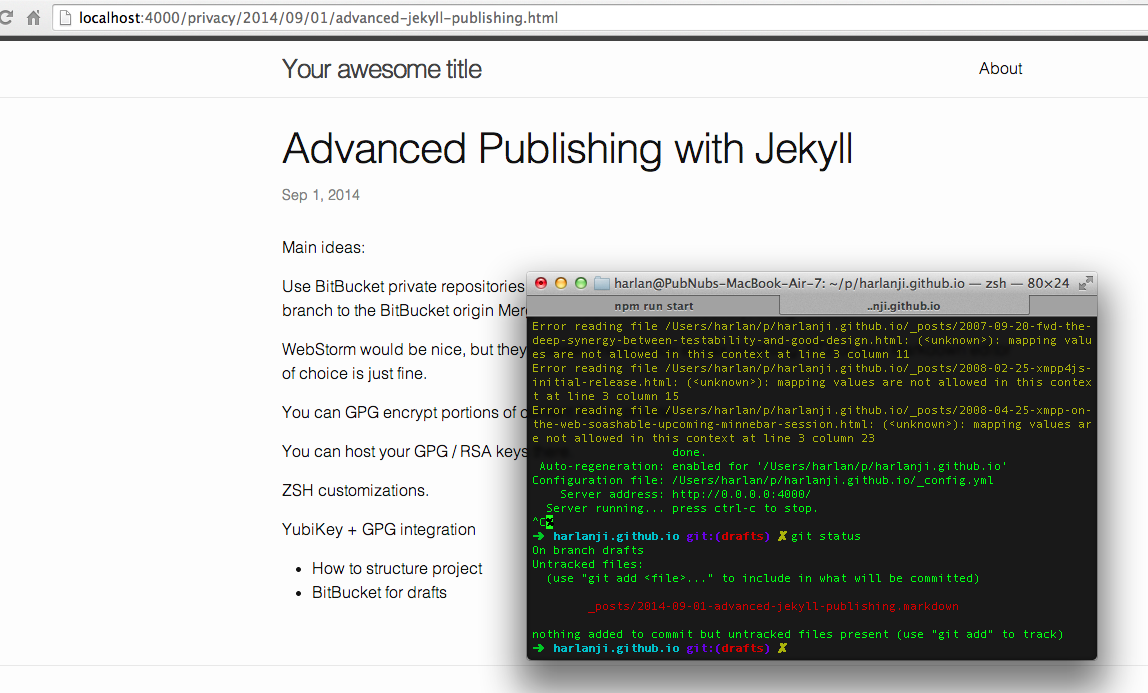 localhost:4000/privacy/2014/09/01/advanced-jekyll-publishing.html
Your awesome title
About
Advanced Publishing with Jekyll
Sep 1, 2014
Main ideas:
Use BitBucket private repositories
branch to the BitBucket origin Mer
WebStorm would be nice, but they
of choice is just fine.
You can GPG encrypt portions of
You can host your GPG / RSA keys
ZSH customizations.
YubiKey + GPG integration
• How to structure project
• BitBucket for drafts
harlan@PubNubs-MacBook-Air-7: ~/p/harlanji.github.io — zsh — 80×24
npm run start
..nji.github.io
Error reading file /Users/harlan/p/harlanji.github.io/_posts/2007-09-20-fwd-the-
deep-synergy-between-testability-and-good-design.html: (<unknown>): mapping valu
es are not allowed in this context at line 3 column 11
Error reading file /Users/harlan/p/harlanji.github.io/_posts/2008-02-25-xmpp4js-
initial-release.html: (<unknown>): mapping values are not allowed in this contex
t at line 3 column 15
Error reading file /Users/harlan/p/harlanji.github.io/_posts/2008-04-25-xmpp-on-
the-web-soashable-upcoming-minnebar-session.html: (<unknown>): mapping values ar
e not allowed in this context at line 3 column 23
done.
Auto-regeneration: enabled for '/Users/harlan/p/harlanji.github.io'
Configuration file: /Users/harlan/p/harlanji.github.io/_config.yml
Server address: http://0.0.0.0:4000/
Server running... press ctrl-c to stop.
^C
➜ harlanji.github.io git:(drafts) ✗ git status
On branch drafts
Untracked files:
(use "git add <file>..." to include in what will be committed)
_posts/2014-09-01-advanced-jekyll-publishing.markdown
nothing added to commit but untracked files present (use "git add" to track)
➜ harlanji.github.io git:(drafts) ✗